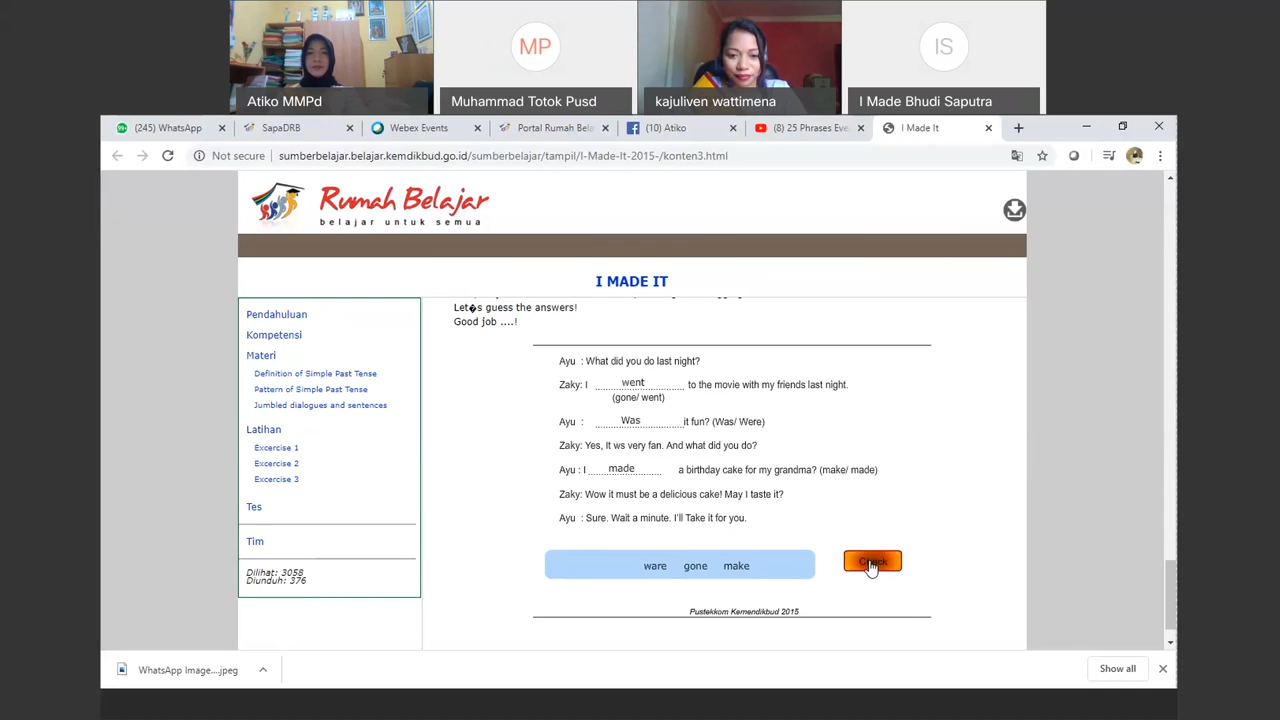 MP
IS
Atiko MMPd
Muhammad Totok Pusd
kajuliven wattimena
I Made Bhudi Saputra
99+ (245) WhatsApp
SapaDRB
Webex Events
Portal Rumah Bela
(10) Atiko
(8) 25 Phrases Eve
I Made It
Not secure
sumberbelajar.belajar.kemdikbud.go.id/sumberbelajar/tampil/I-Made-It-2015-/konten3.html
Rumah Belajar
belajar untuk semua
I MADE IT
Pendahuluan
Kompetensi
Materi
Definition of Simple Past Tense
Pattern of Simple Past Tense
Jumbled dialogues and sentences
Latihan
Excercise 1
Excercise 2
Excercise 3
Tes
Tim
Dilihat: 3058
Diunduh: 376
Let�s guess the answers!
Good job ....!
Ayu : What did you do last night?
Zaky: I went to the movie with my friends last night.
(gone/ went)
Ayu : Was it fun? (Was/ Were)
Zaky: Yes, It ws very fan. And what did you do?
Ayu : I made a birthday cake for my grandma? (make/ made)
Zaky: Wow it must be a delicious cake! May I taste it?
Ayu : Sure. Wait a minute. I'll Take it for you.
ware gone make
Check
Pustekkom Kemendikbud 2015
WhatsApp Image....jpeg
Show all